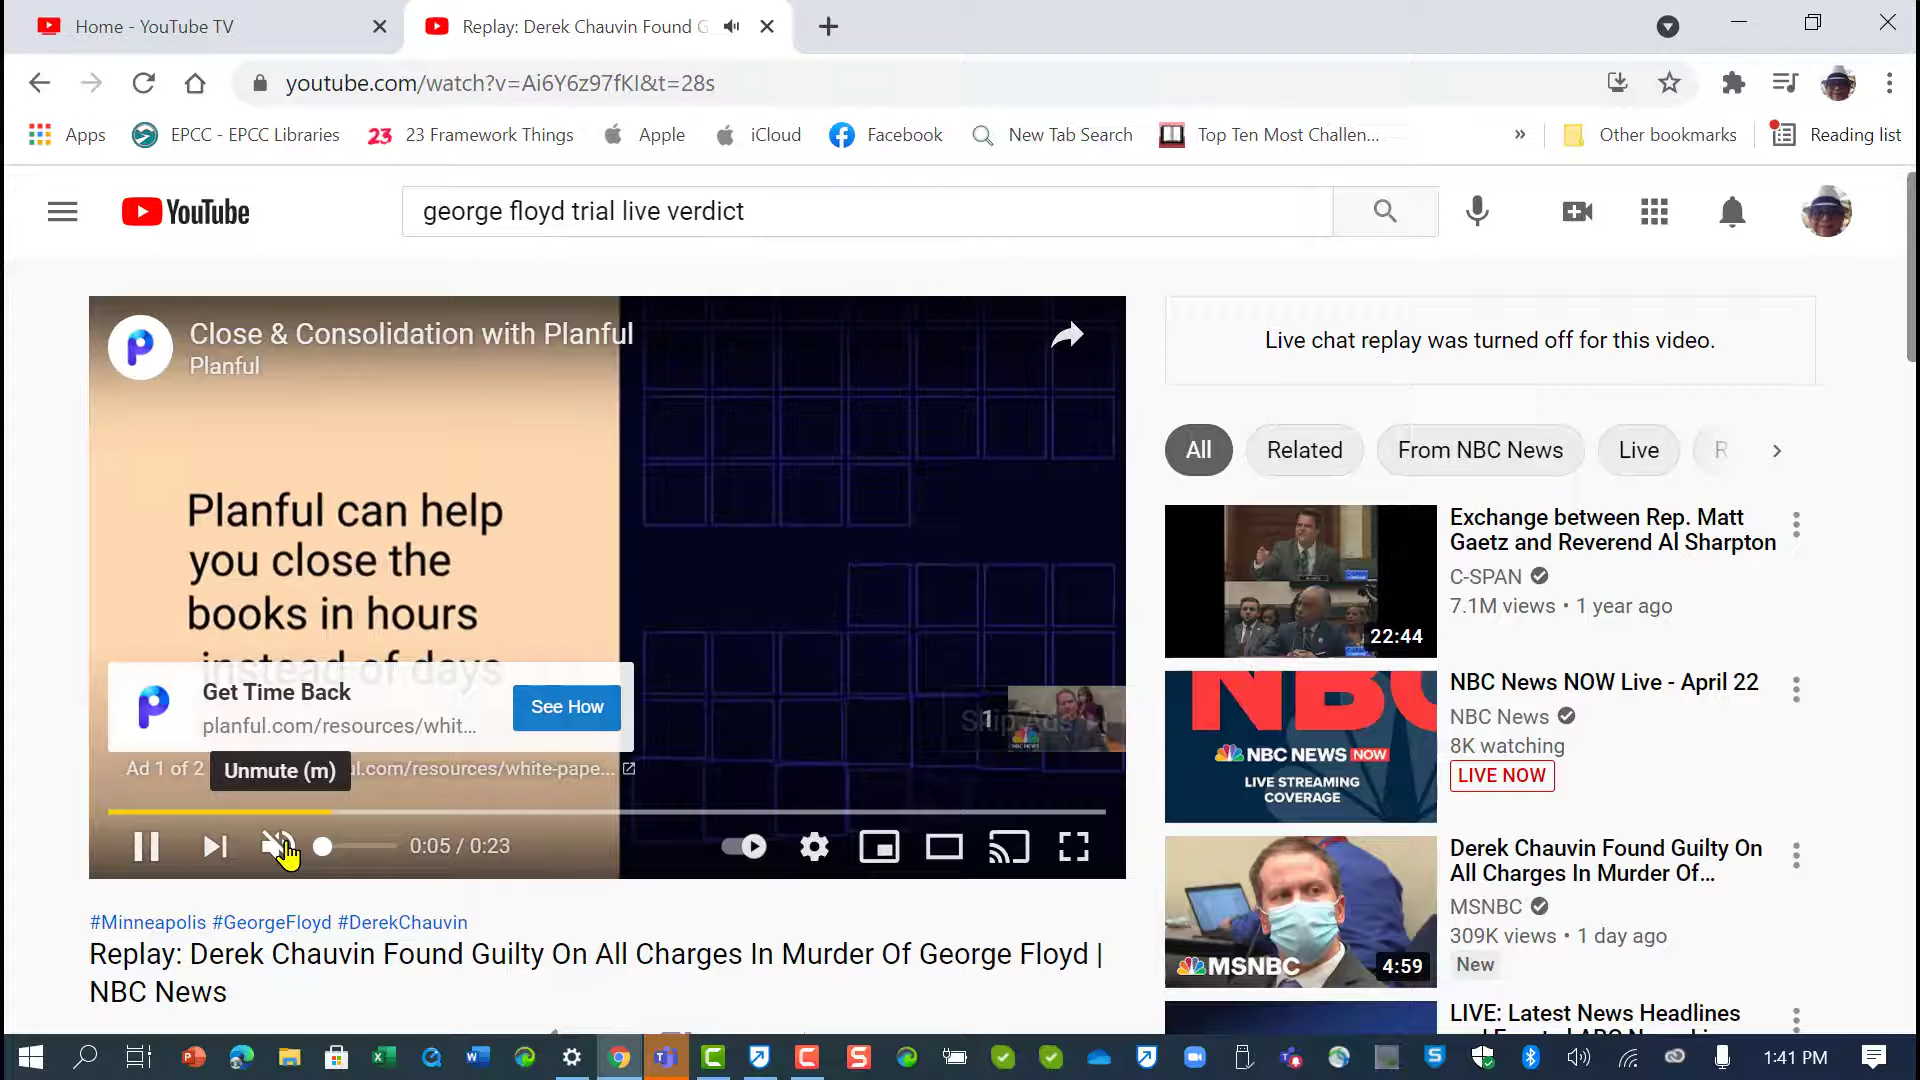 Home - YouTube TV
Replay: Derek Chauvin Found G
youtube.com/watch?v=Ai6Y6z97fKI&t=28s
Apps
EPCC - EPCC Libraries
23 23 Framework Things
Apple
iCloud
Facebook
New Tab Search
Top Ten Most Challen...
»
Other bookmarks
Reading list
YouTube
george floyd trial live verdict
Close & Consolidation with Planful
Planful
Planful can help
you close the
books in hours
instead of days
Get Time Back
planful.com/resources/whit...
See How
1
Skip Ads
Ad 1 of 2
Unmute (m)
l.com/resources/white-pape...
0:05 / 0:23
#Minneapolis #GeorgeFloyd #DerekChauvin
Replay: Derek Chauvin Found Guilty On All Charges In Murder Of George Floyd |
NBC News
Live chat replay was turned off for this video.
All
Related
From NBC News
Live
R
22:44
Exchange between Rep. Matt
Gaetz and Reverend Al Sharpton
C-SPAN
7.1M views • 1 year ago
NBC
NBC NEWS NOW
LIVE STREAMING
COVERAGE
NBC News NOW Live - April 22
NBC News
8K watching
LIVE NOW
MSNBC
4:59
Derek Chauvin Found Guilty On
All Charges In Murder Of...
MSNBC
309K views • 1 day ago
New
LIVE: Latest News Headlines
1:41 PM